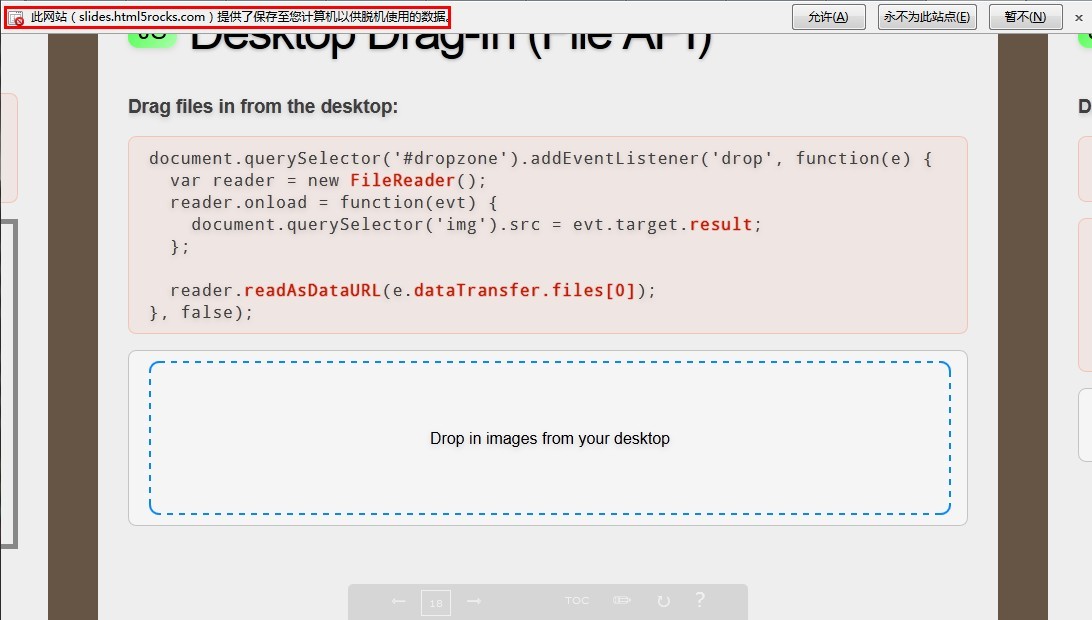 此网站（slides.html5rocks.com）提供了保存至您计算机以供脱机使用的数据。 允许(A) 永不为此站点(E) 暂不(N) ×
JS Desktop Drag-In (File API)
Drag files in from the desktop:
document.querySelector('#dropzone').addEventListener('drop', function(e) {
  var reader = new FileReader();
  reader.onload = function(evt) {
    document.querySelector('img').src = evt.target.result;
  };
  reader.readAsDataURL(e.dataTransfer.files[0]);
}, false);
Drop in images from your desktop
← 18 → TOC ↻ ?
D